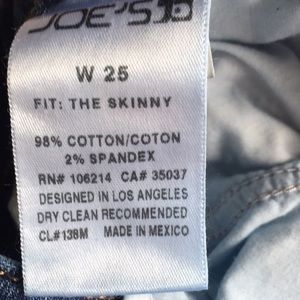 JOE'S
W 25
FIT: THE SKINNY
98% COTTON/COTON
2% SPANDEX
RN# 106214 CA# 35037
DESIGNED IN LOS ANGELES
DRY CLEAN RECOMMENDED
CL#138M MADE IN MEXICO